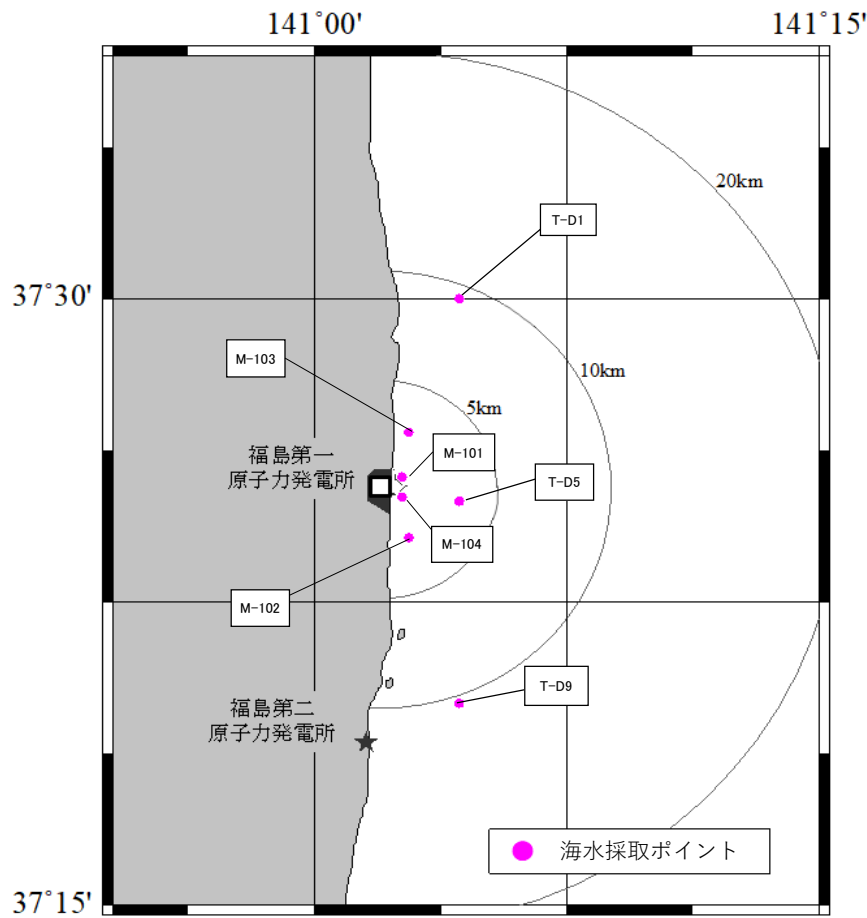 141°00'
141°15'
20km
T-D1
37°30'
10km
M-103
5km
M-101
福島第一
原子力発電所
T-D5
M-104
M-102
T-D9
福島第二
原子力発電所
海水採取ポイント
37°15'